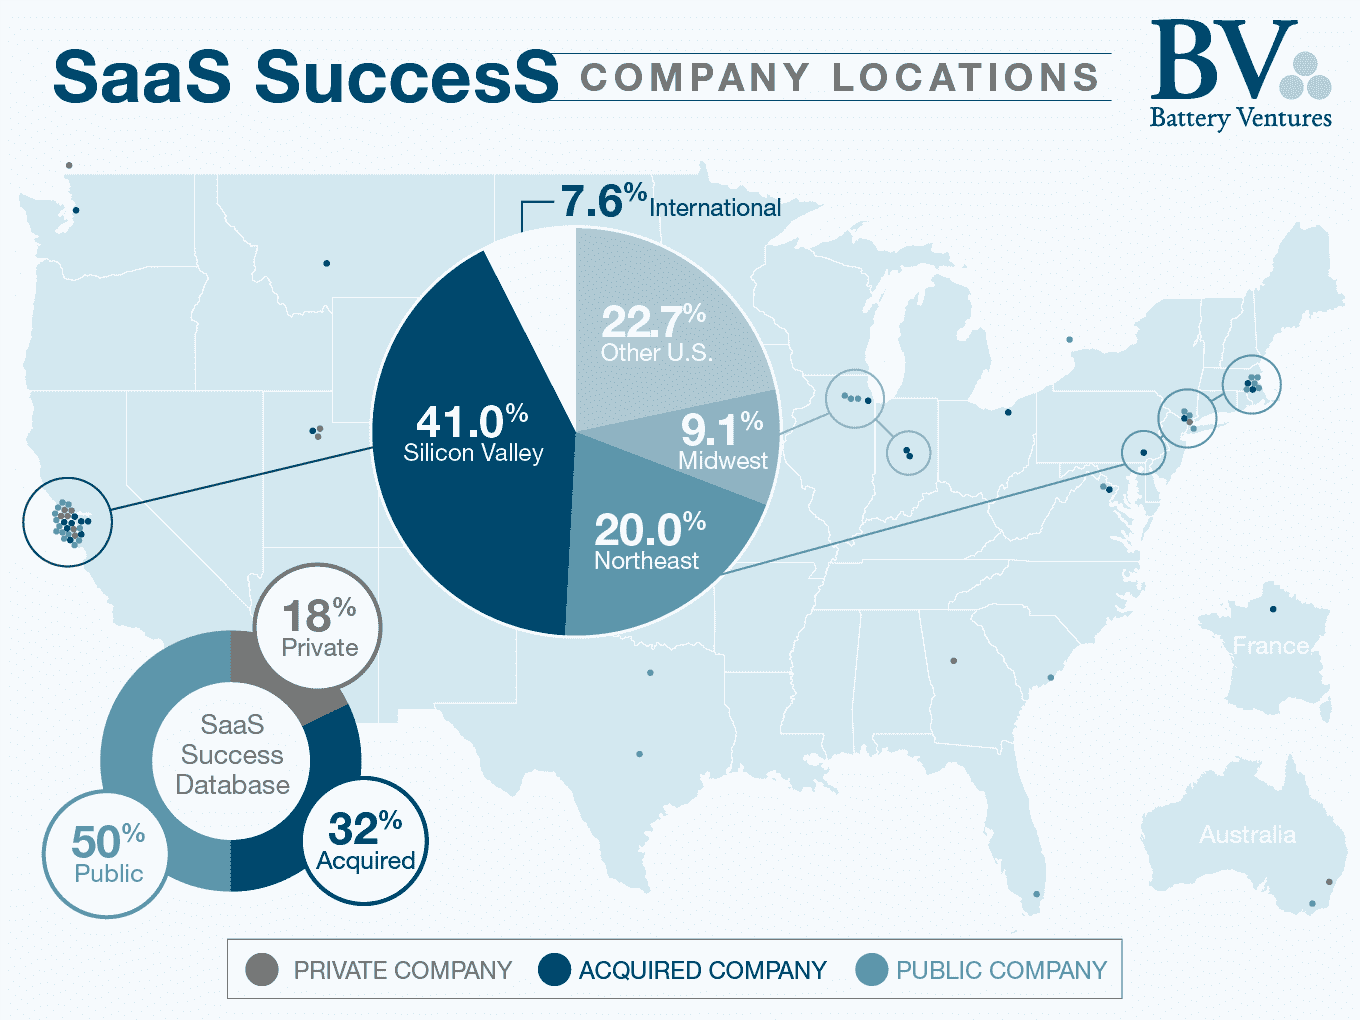 SaaS SuccesS COMPANY LOCATIONS
BV
Battery Ventures
7.6% International
22.7%
Other U.S.
41.0%
Silicon Valley
9.1%
Midwest
20.0%
Northeast
18%
Private
SaaS
Success
Database
50%
Public
32%
Acquired
France
Australia
PRIVATE COMPANY
ACQUIRED COMPANY
PUBLIC COMPANY